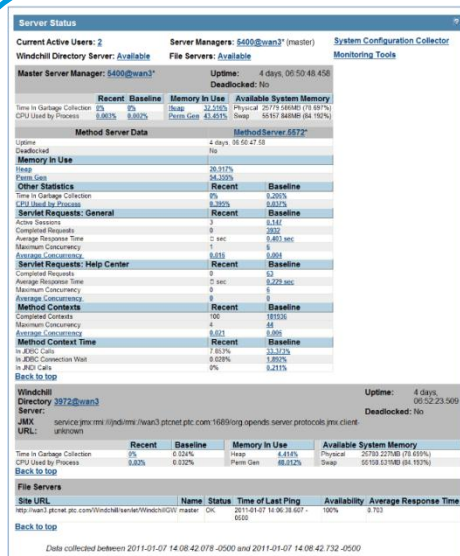 Server Status
Current Active Users: 2 Server Managers: 5400@wan3* (master) System Configuration Collector
Windchill Directory Server: Available File Servers: Available Monitoring Tools
Master Server Manager: 5400@wan3* Uptime: 4 days, 06:50:48.458
Deadlocked: No
Recent Baseline Memory In Use Available System Memory
Time In Garbage Collection 0% 0% Heap 32.516% Physical 25779.586MB (78.697%)
CPU Used by Process 0.003% 0.002% Perm Gen 43.451% Swap 55157.848MB (84.192%)
Method Server Data MethodServer.5572*
Uptime 4 days, 06:50:47.58
Deadlocked No
Memory In Use
Heap 20.917%
Perm Gen 54.355%
Other Statistics Recent Baseline
Time In Garbage Collection 0% 0.206%
CPU Used by Process 0.395% 0.037%
Servlet Requests: General Recent Baseline
Active Sessions 3 0.147
Completed Requests 0 3932
Average Response Time 0 sec 0.403 sec
Maximum Concurrency 1 6
Average Concurrency 0.016 0.004
Servlet Requests: Help Center Recent Baseline
Completed Requests 0 63
Average Response Time 0 sec 0.229 sec
Maximum Concurrency 0 6
Average Concurrency 0 0
Method Contexts Recent Baseline
Completed Contexts 100 181936
Maximum Concurrency 4 44
Average Concurrency 0.021 0.006
Method Context Time Recent Baseline
In JDBC Calls 7.653% 33.373%
In JDBC Connection Wait 0.028% 1.892%
In JNDI Calls 0% 0.211%
Back to top
Windchill Directory Server: 3972@wan3 Uptime: 4 days, 06:52:23.509
Deadlocked: No
JMX URL: service:jmx:rmi:///jndi/rmi://wan3.ptcnet.ptc.com:1689/org.opends.server.protocols.jmx.client-unknown
Recent Baseline Memory In Use Available System Memory
Time In Garbage Collection 0% 0.024% Heap 4.414% Physical 25780.227MB (78.699%)
CPU Used by Process 0.03% 0.032% Perm Gen 48.012% Swap 55158.531MB (84.193%)
File Servers
Site URL Name Status Time of Last Ping Availability Average Response Time
http://wan3.ptcnet.ptc.com/Windchill/servlet/WindchillGW master OK 2011-01-07 14:06:38.607 -0500 100% 0.703
Back to top
Data collected between 2011-01-07 14:08:42.078 -0500 and 2011-01-07 14:08:42.732 -0500